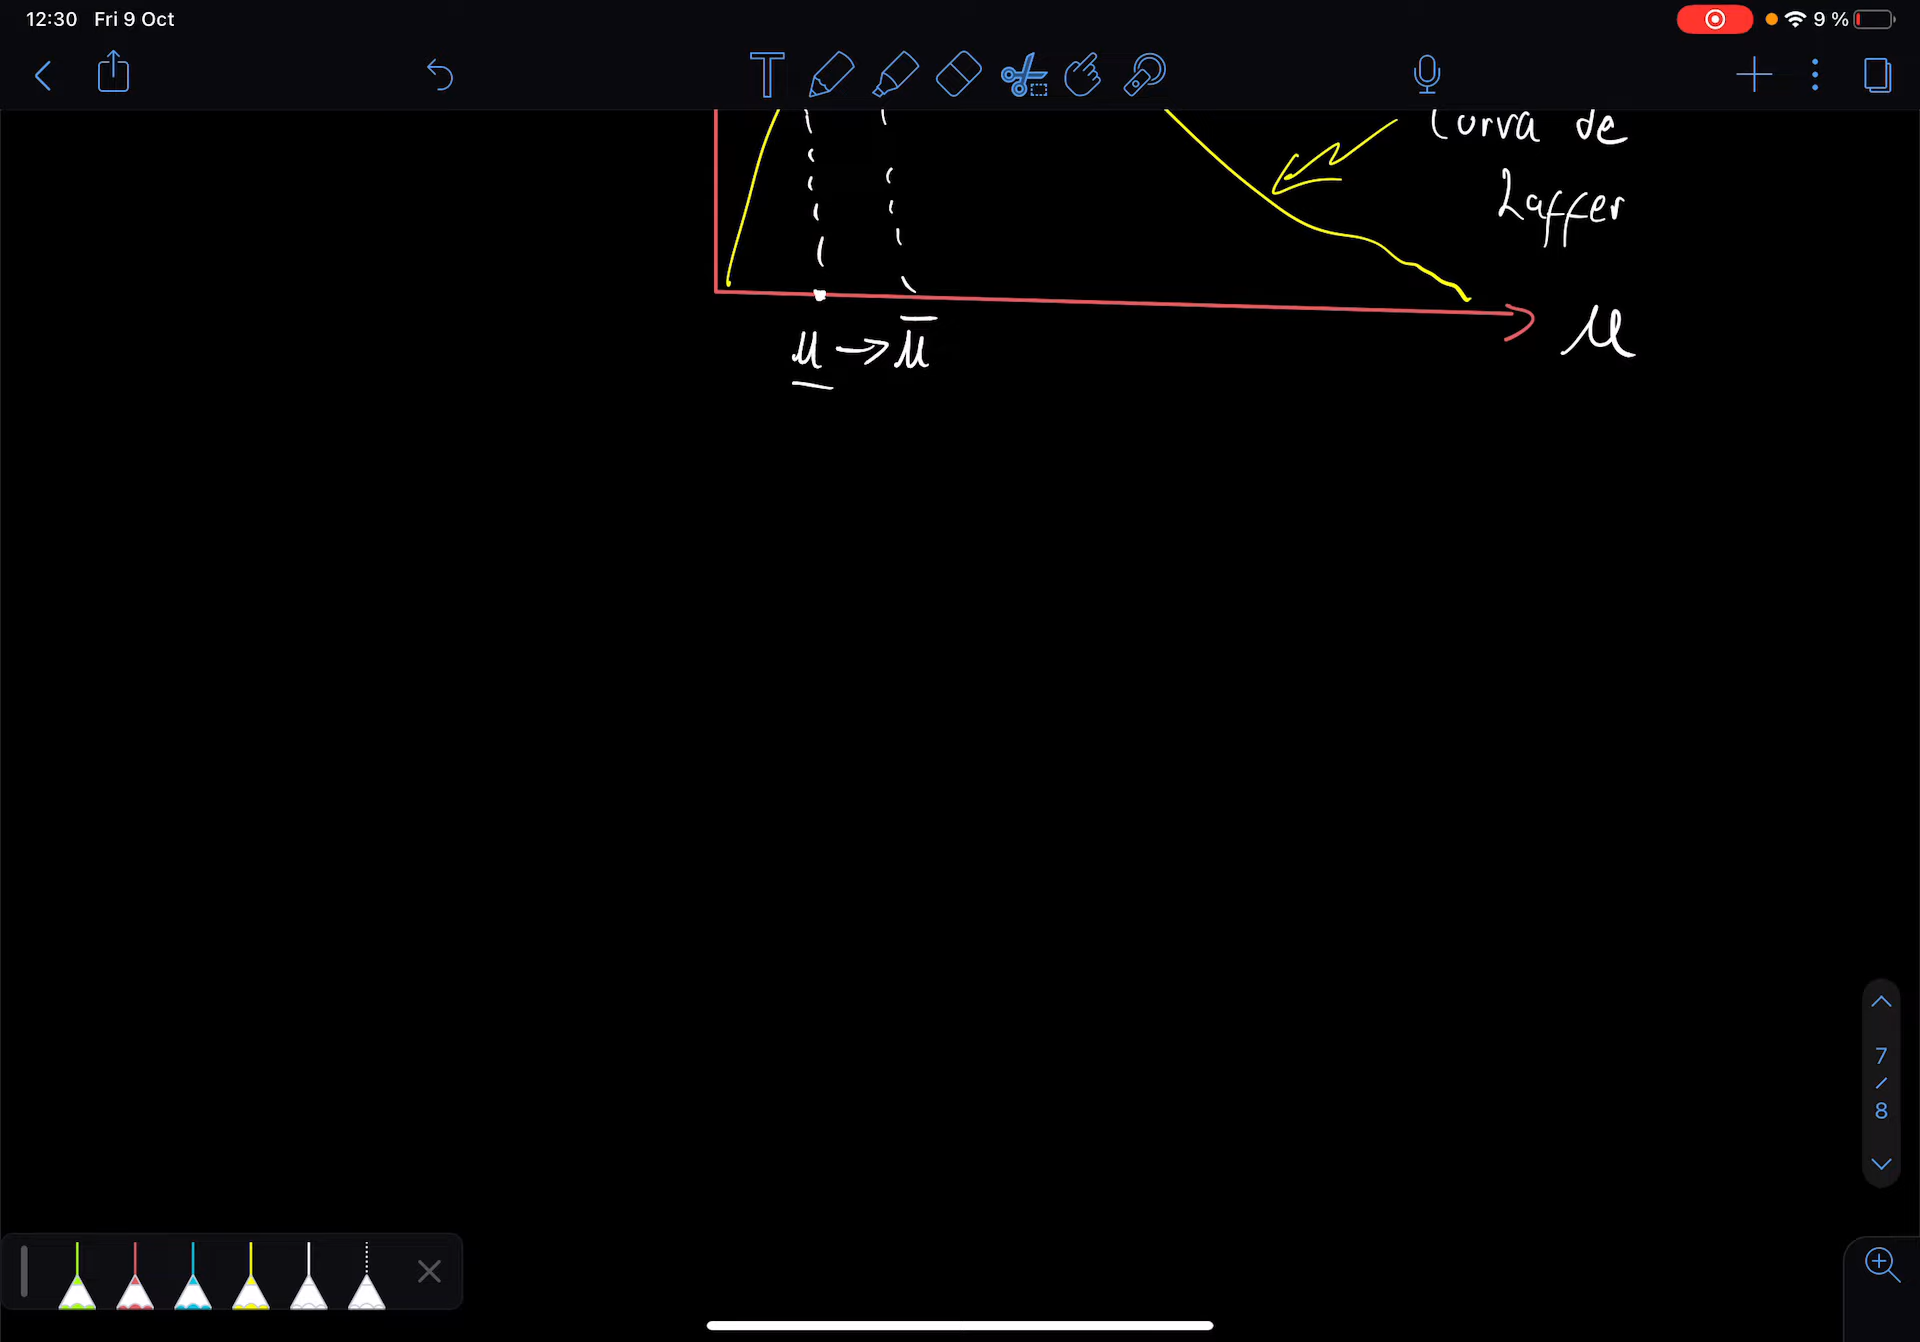 12:30 Fri 9 Oct 9 %
Curva de
Laffer
μ
μ → μ̄
7
/
8